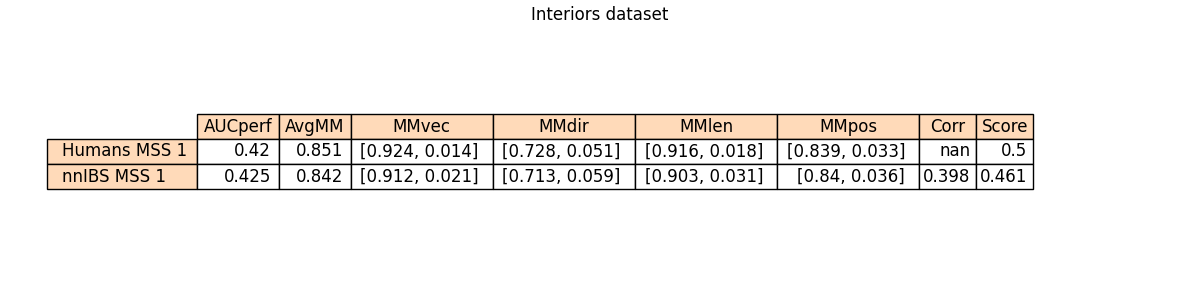 Interiors dataset
AUCperf AvgMM MMvec MMdir MMlen MMpos Corr Score
Humans MSS 1 0.42 0.851 [0.924, 0.014] [0.728, 0.051] [0.916, 0.018] [0.839, 0.033] nan 0.5
nnIBS MSS 1 0.425 0.842 [0.912, 0.021] [0.713, 0.059] [0.903, 0.031] [0.84, 0.036] 0.398 0.461